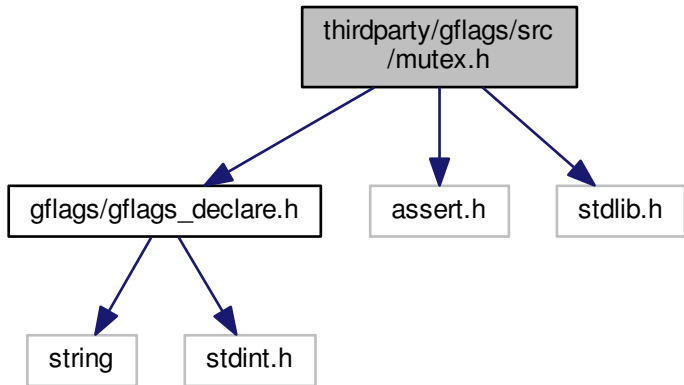 thirdparty/gflags/src
/mutex.h
gflags/gflags_declare.h
assert.h
stdlib.h
string
stdint.h